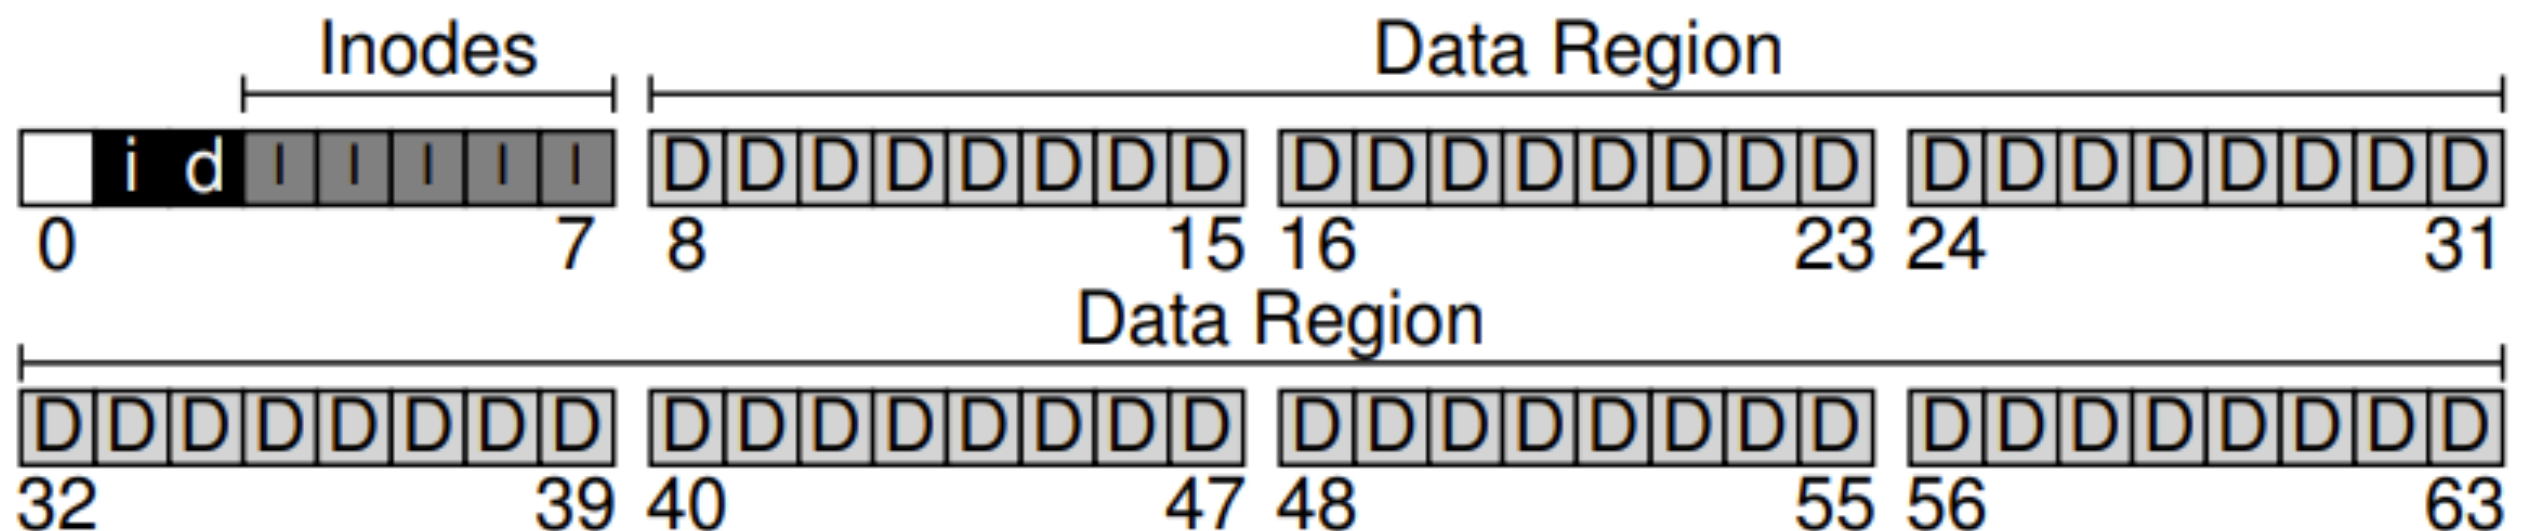 Inodes Data Region
i d I I I I I D D D D D D D D D D D D D D D D D D D D D D D D
0 7 8 15 16 23 24 31
Data Region
D D D D D D D D D D D D D D D D D D D D D D D D D D D D D D D D
32 39 40 47 48 55 56 63